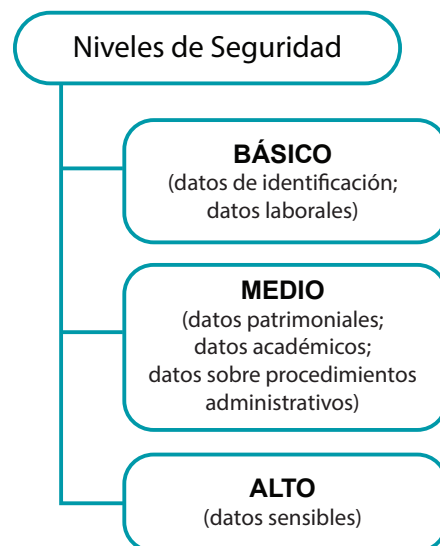 Niveles de Seguridad
BÁSICO
(datos de identificación;
datos laborales)
MEDIO
(datos patrimoniales;
datos académicos;
datos sobre procedimientos
administrativos)
ALTO
(datos sensibles)